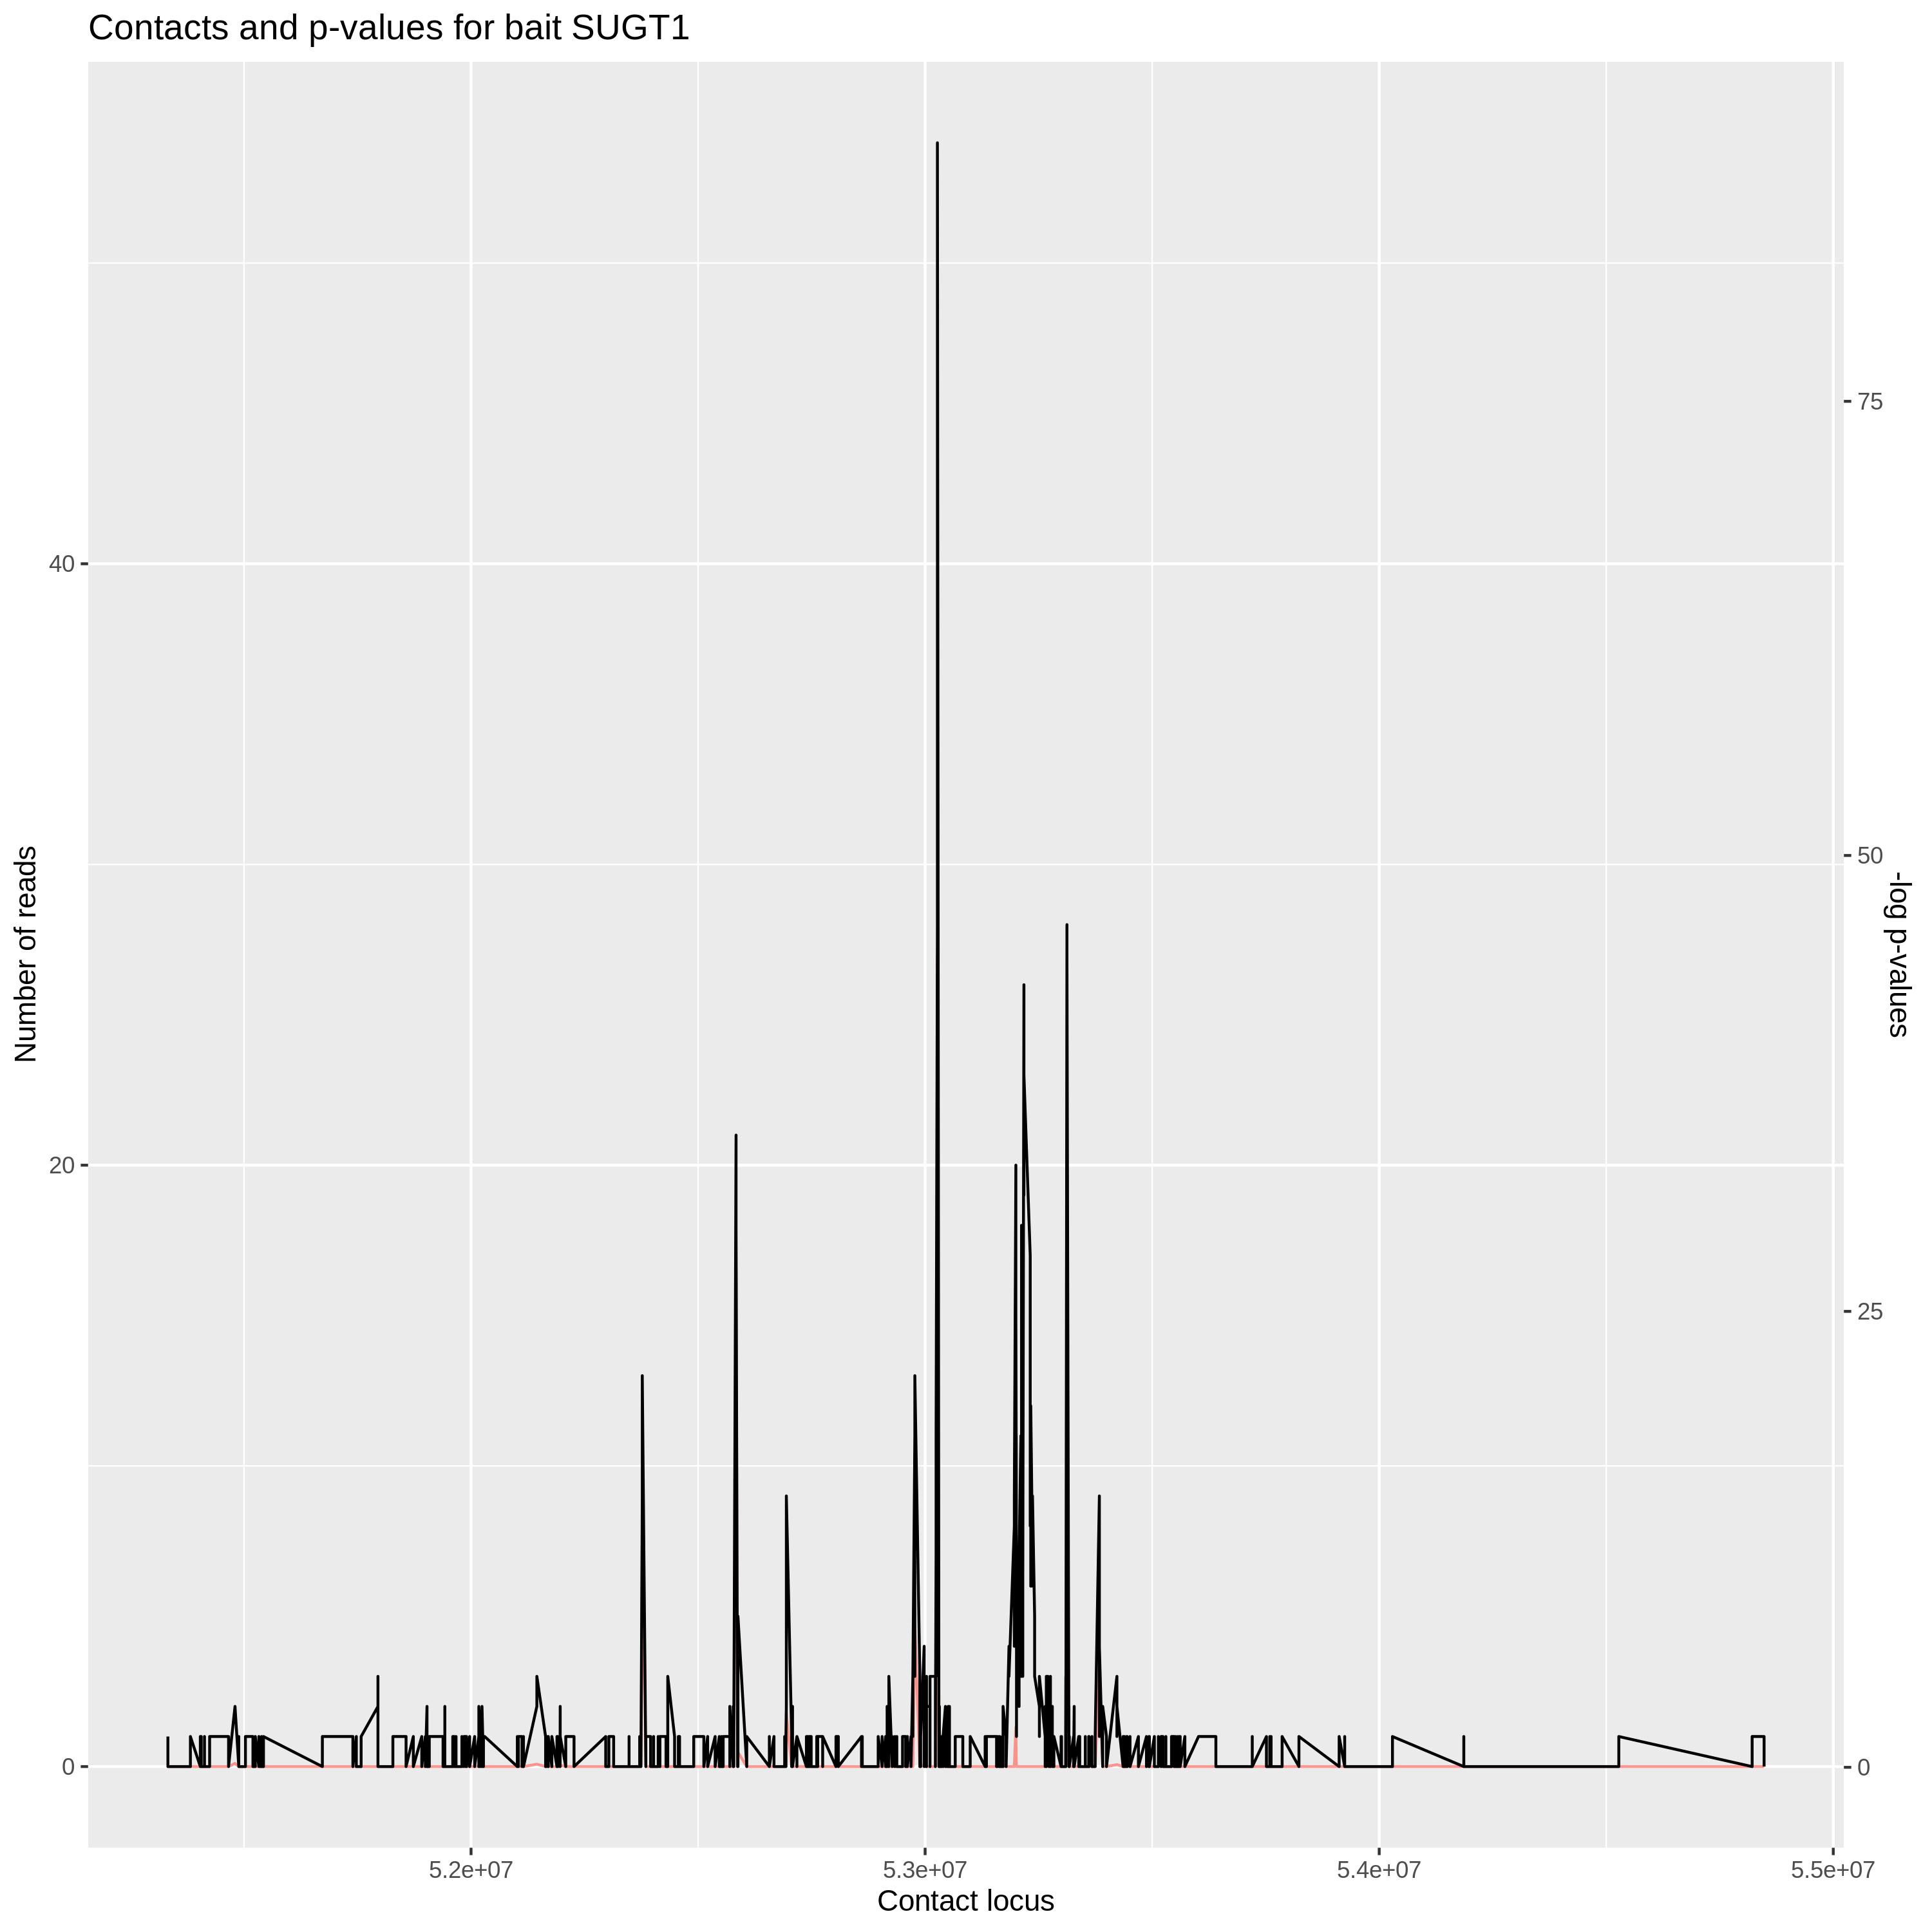 Contacts and p-values for bait SUGT1
Number of reads
40
20
0
75
50
25
0
-log p-values
5.2e+07
5.3e+07
5.4e+07
5.5e+07
Contact locus